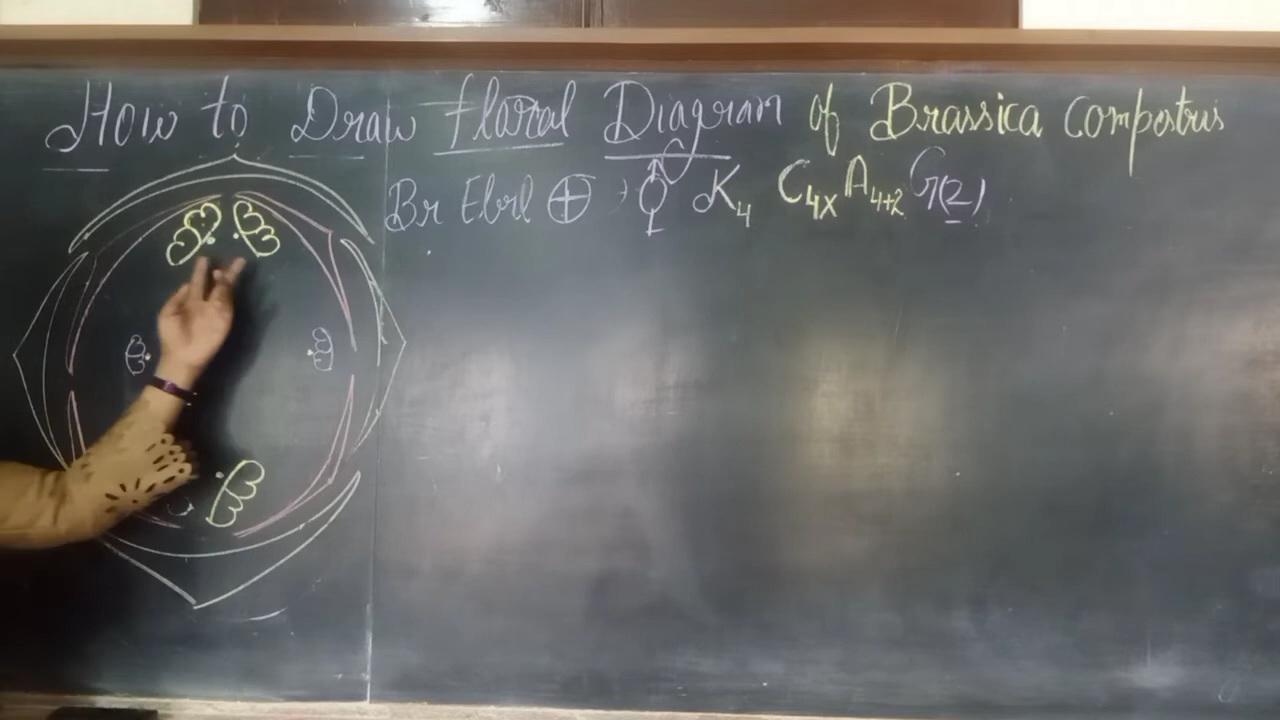 How to Draw Floral Diagram of Brassica Compestris
Br Ebrl ⊕ ⚥ K4 C4x A4+2 G(2)